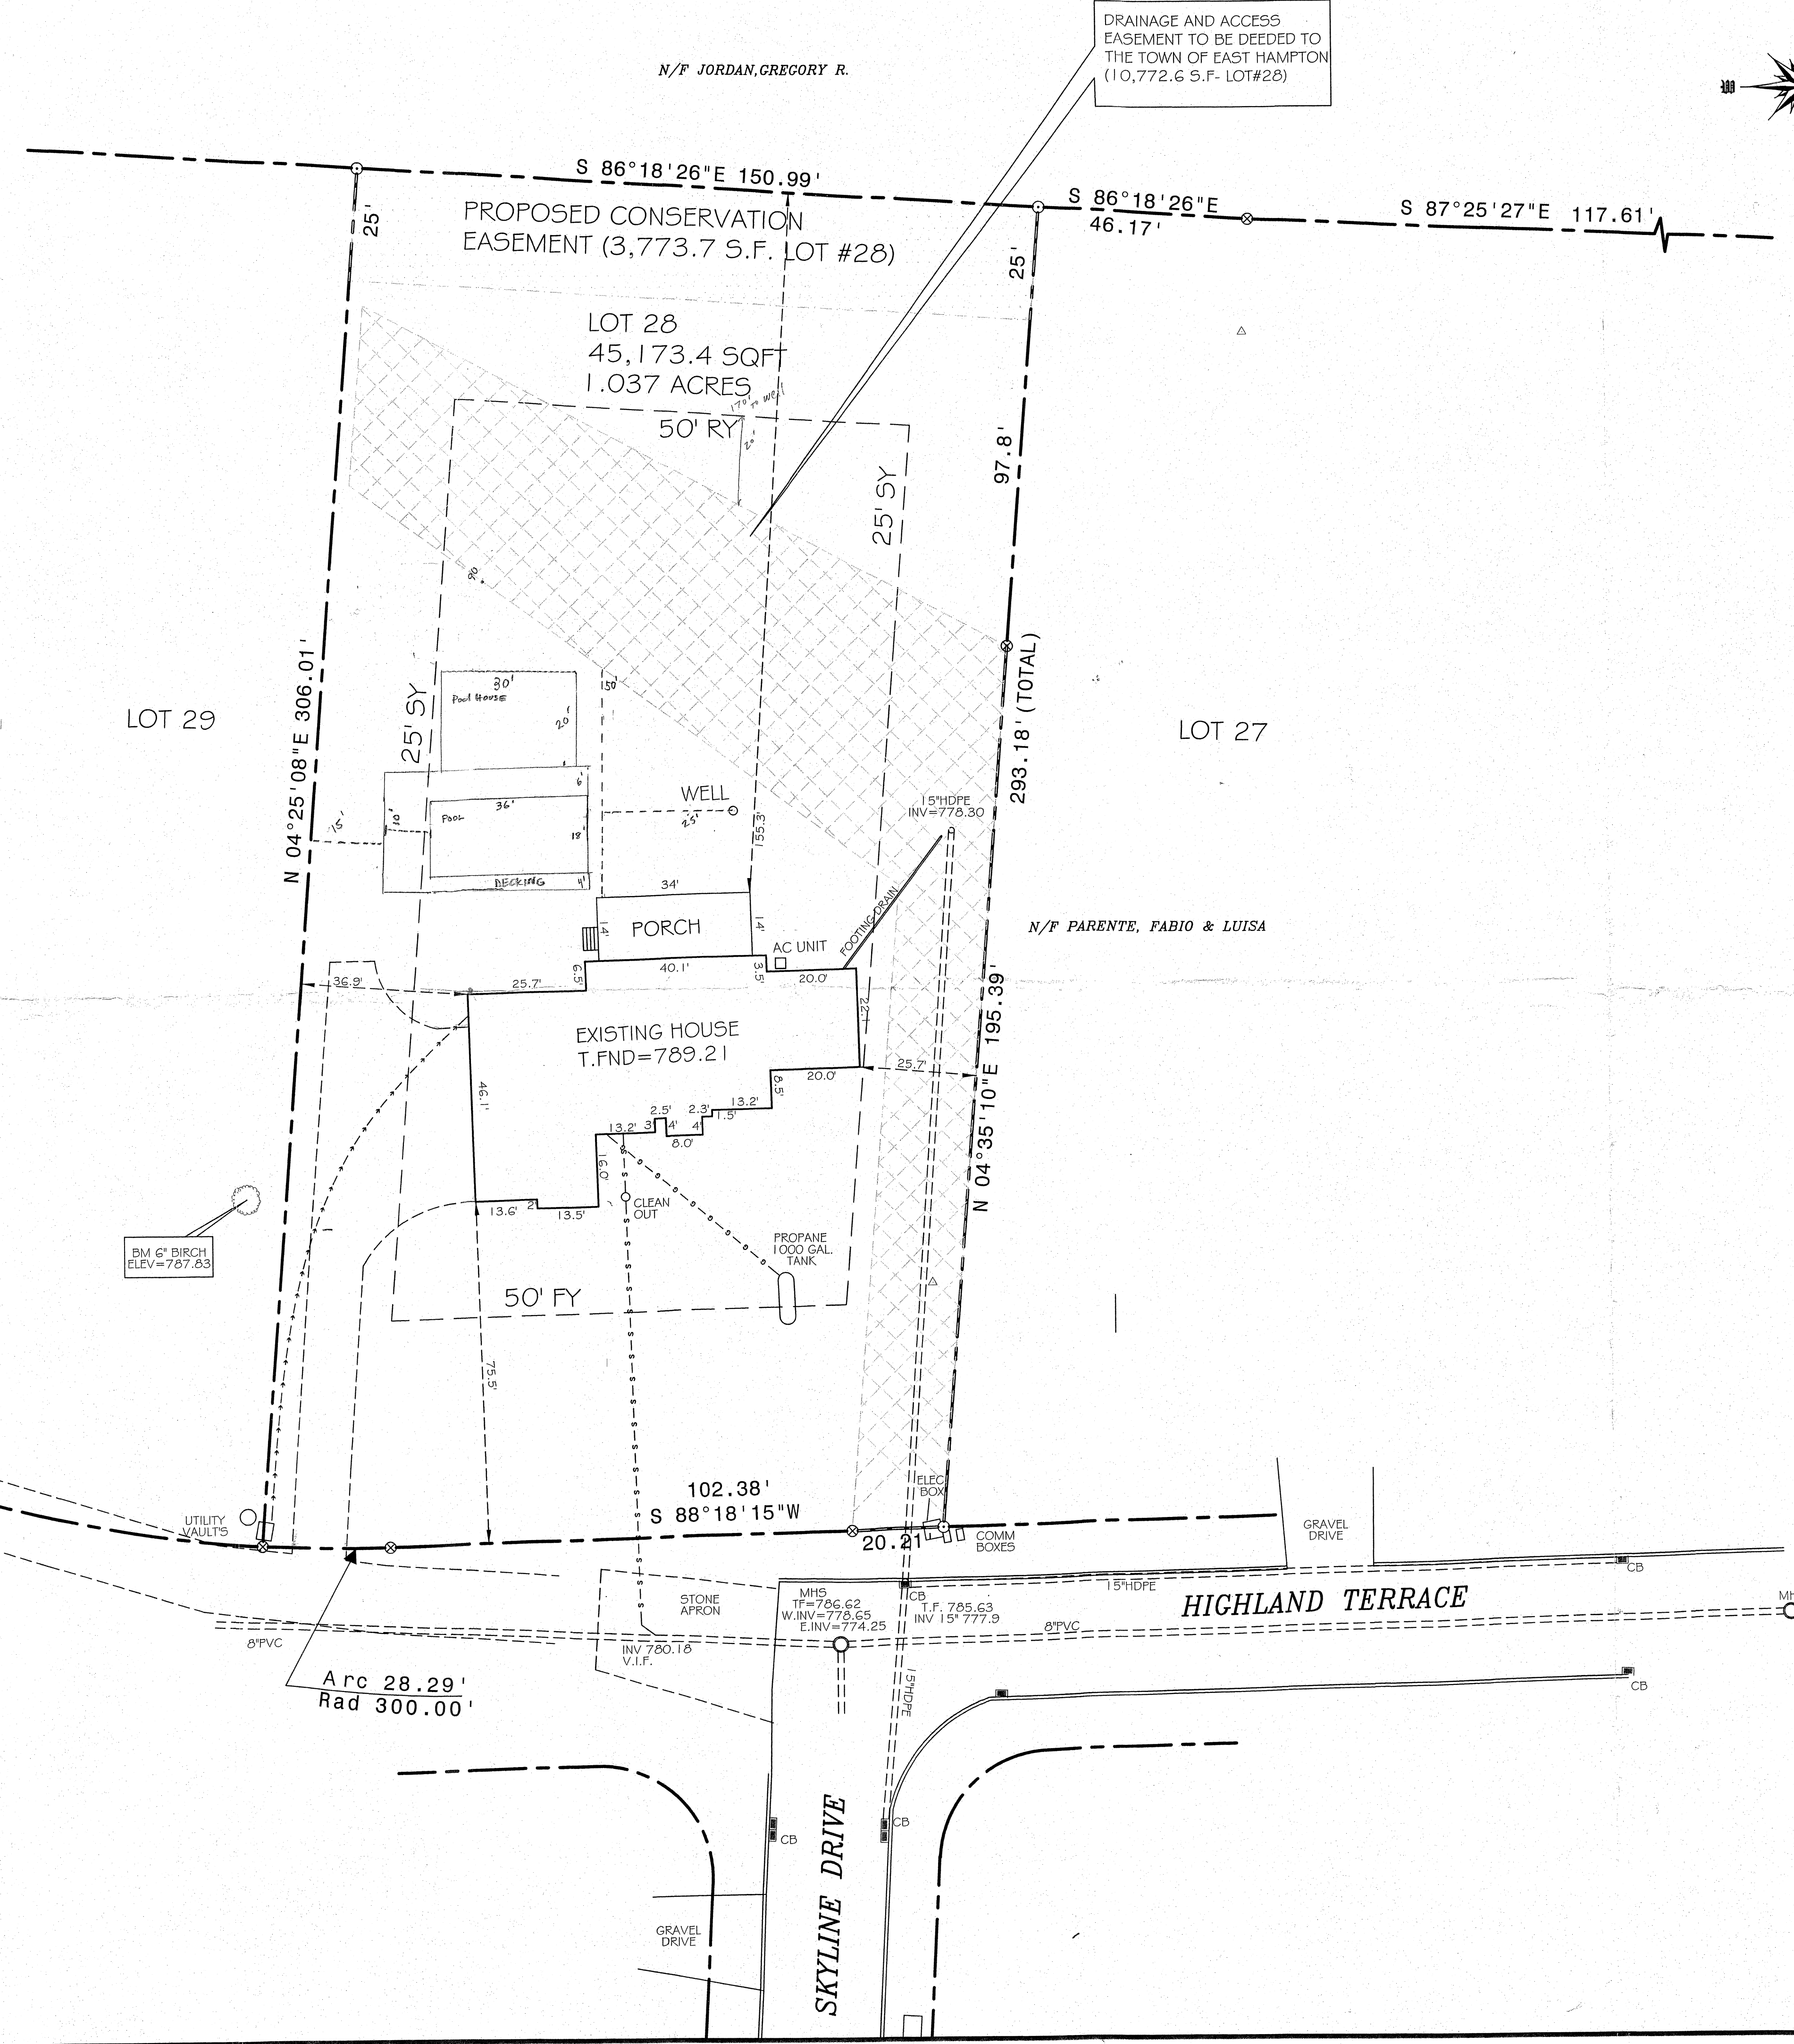 DRAINAGE AND ACCESS
EASEMENT TO BE DEEDED TO
THE TOWN OF EAST HAMPTON
(10,772.6 S.F- LOT#28)
N/F JORDAN,GREGORY R.
W
S 86°18'26"E 150.99'
S 86°18'26"E
46.17'
S 87°25'27"E 117.61'
25'
PROPOSED CONSERVATION
EASEMENT (3,773.7 S.F. LOT #28)
25'
LOT 28
45,173.4 SQFT
1.037 ACRES
170' to well
50' RY
20'
25' SY
97.8'
90'
N 04°25'08"E 306.01'
293.18' (TOTAL)
LOT 29
LOT 27
25' SY
30'
Pool House
20'
50'
6'
WELL
25'
36'
Pool
10'
15'
18'
DECKING
4'
155.3'
15"HDPE
INV=778.30
34'
14'
PORCH
14'
FOOTING DRAIN
N/F PARENTE, FABIO & LUISA
AC UNIT
36.9'
25.7'
6.5'
40.1'
3.5'
20.0'
22.1
EXISTING HOUSE
T.FND=789.21
46.1'
25.7'
20.0'
8.5'
13.2'
2.5'
2.3'
1.5'
13.2'
3'
4'
4'
8.0'
16.0'
N 04°35'10"E 195.39'
CLEAN
OUT
13.6'
2'
13.5'
BM 6" BIRCH
ELEV=787.83
PROPANE
1000 GAL.
TANK
50' FY
75.5'
102.38'
S 88°18'15"W
20.21'
ELEC
BOX
COMM
BOXES
UTILITY
VAULT'S
GRAVEL
DRIVE
STONE
APRON
MHS
TF=786.62
W.INV=778.65
E.INV=774.25
CB
T.F. 785.63
INV 15" 777.9
15"HDPE
CB
HIGHLAND TERRACE
MH
8"PVC
8"PVC
INV 780.18
V.I.F.
15"HDPE
CB
Arc 28.29'
Rad 300.00'
CB
CB
SKYLINE DRIVE
GRAVEL
DRIVE